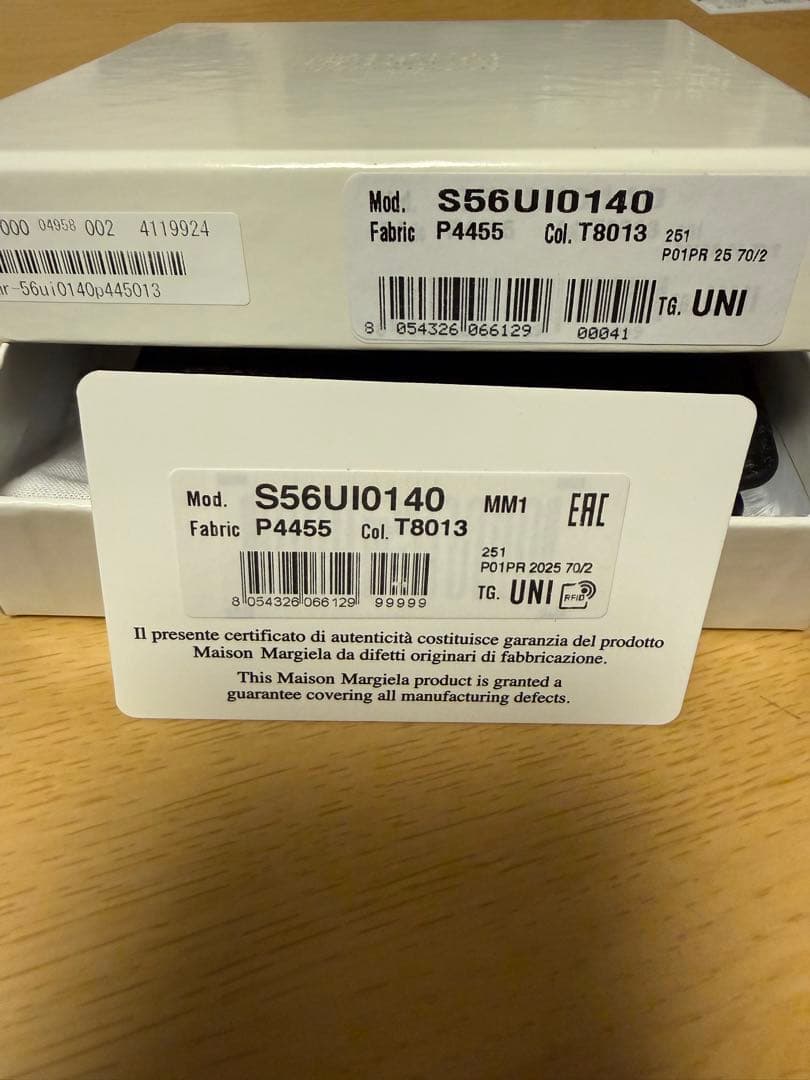 000 04958 002 4119924
mr-56ui0140p445013
Mod. S56UI0140
Fabric P4455 Col. T8013 251
P01PR 25 70/2
8 054326 066129 00041 TG. UNI
Mod. S56UI0140 MM1 EAC
Fabric P4455 Col. T8013
251
P01PR 2025 70/2
8 054326 066129 99999 TG. UNI RFID
Il presente certificato di autenticità costituisce garanzia del prodotto
Maison Margiela da difetti originari di fabbricazione.
This Maison Margiela product is granted a
guarantee covering all manufacturing defects.